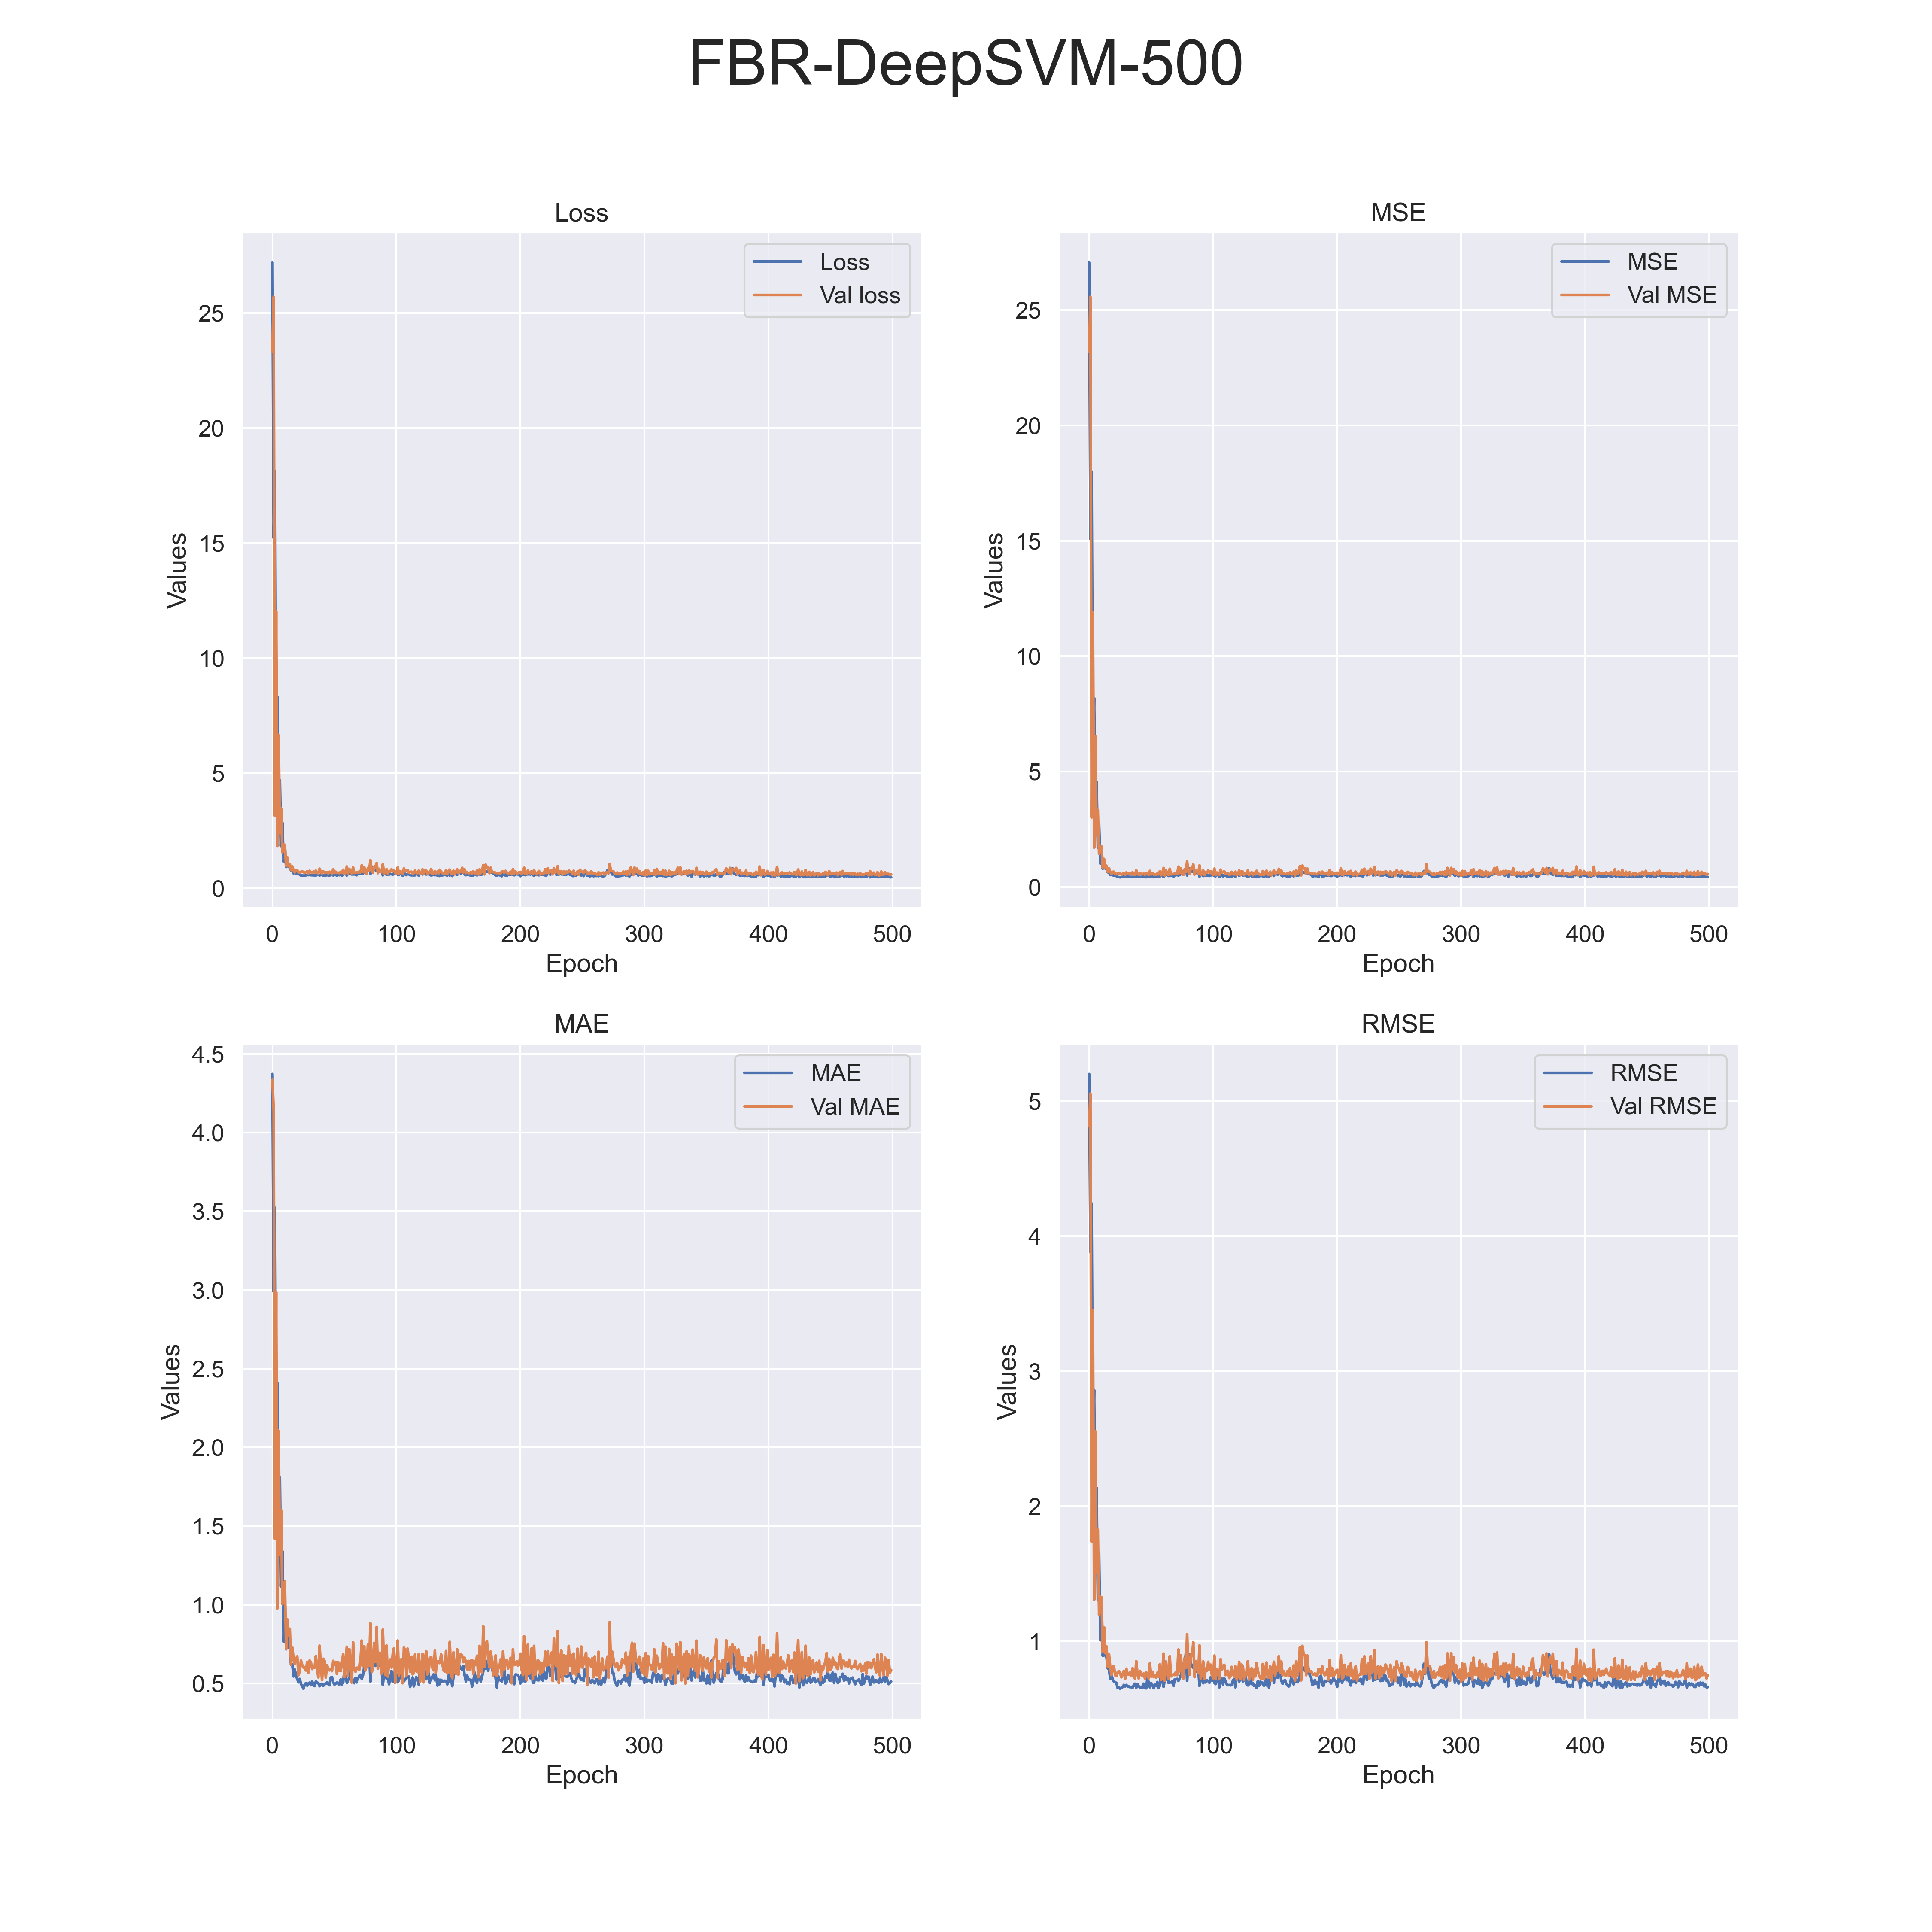 FBR-DeepSVM-500
Loss
Loss
Val loss
25
20
15
10
5
0
Values
0 100 200 300 400 500
Epoch
MSE
MSE
Val MSE
25
20
15
10
5
0
Values
0 100 200 300 400 500
Epoch
MAE
MAE
Val MAE
4.5
4.0
3.5
3.0
2.5
2.0
1.5
1.0
0.5
Values
0 100 200 300 400 500
Epoch
RMSE
RMSE
Val RMSE
5
4
3
2
1
Values
0 100 200 300 400 500
Epoch